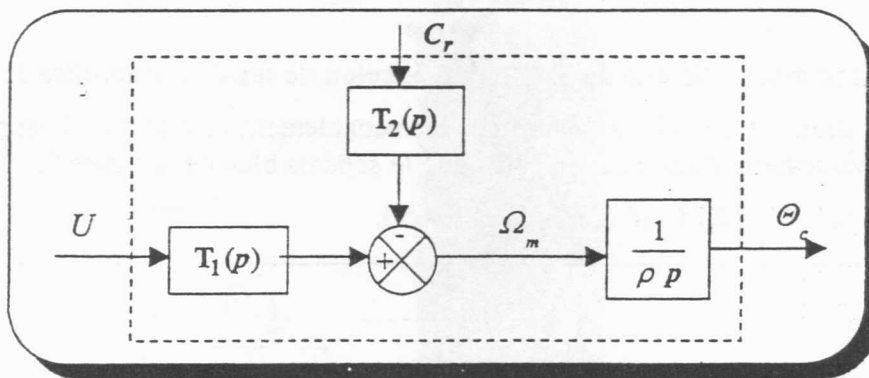 C_r
T_2(p)
-
U
T_1(p)
+
Ω_m
1
ρ p
Θ_c